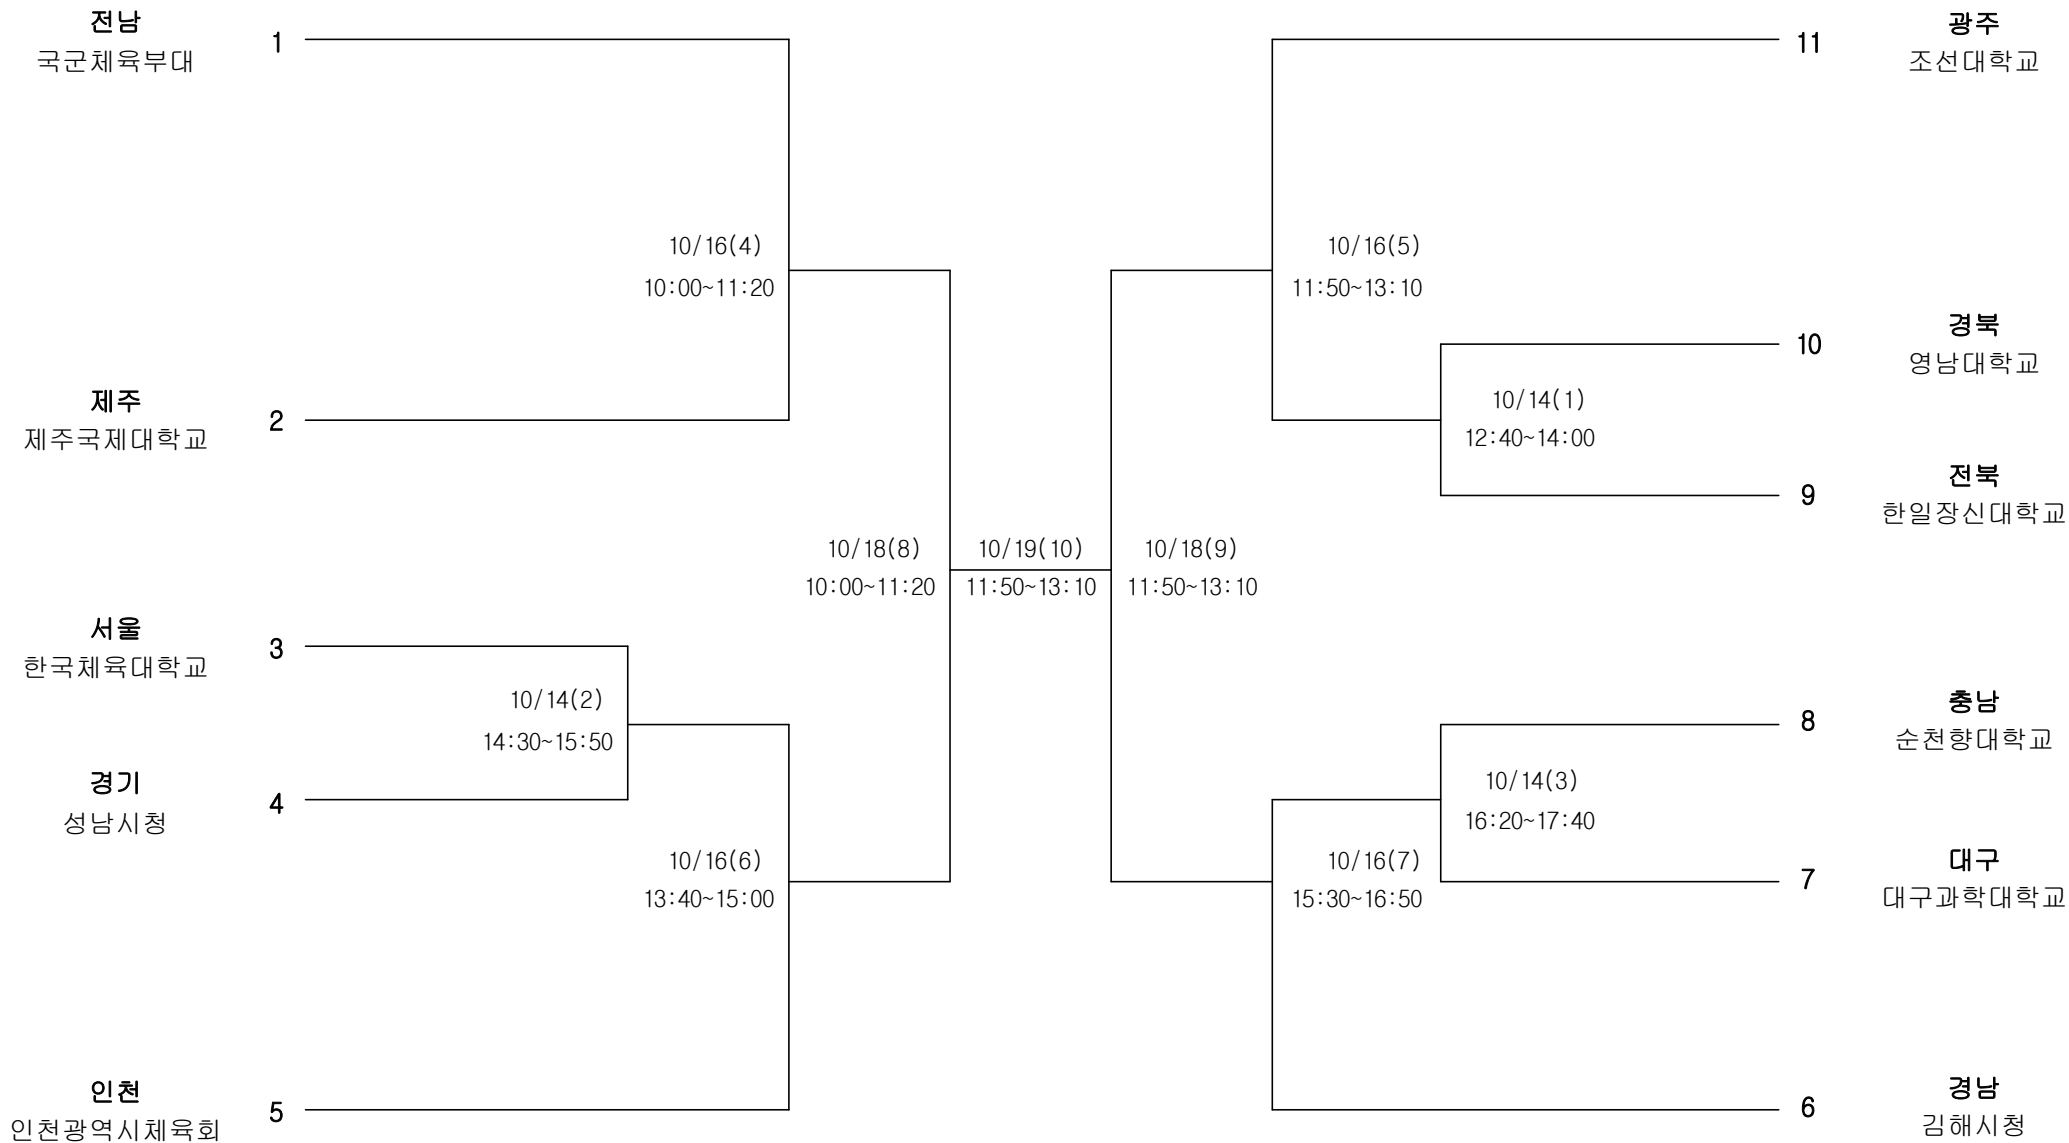 전남
국군체육부대
1
제주
제주국제대학교
2
서울
한국체육대학교
3
경기
성남시청
4
인천
인천광역시체육회
5
10/16(4)
10:00~11:20
10/14(2)
14:30~15:50
10/16(6)
13:40~15:00
10/18(8)
10:00~11:20
10/19(10)
11:50~13:10
10/18(9)
11:50~13:10
10/16(5)
11:50~13:10
10/14(1)
12:40~14:00
10/14(3)
16:20~17:40
10/16(7)
15:30~16:50
11
광주
조선대학교
10
경북
영남대학교
9
전북
한일장신대학교
8
충남
순천향대학교
7
대구
대구과학대학교
6
경남
김해시청